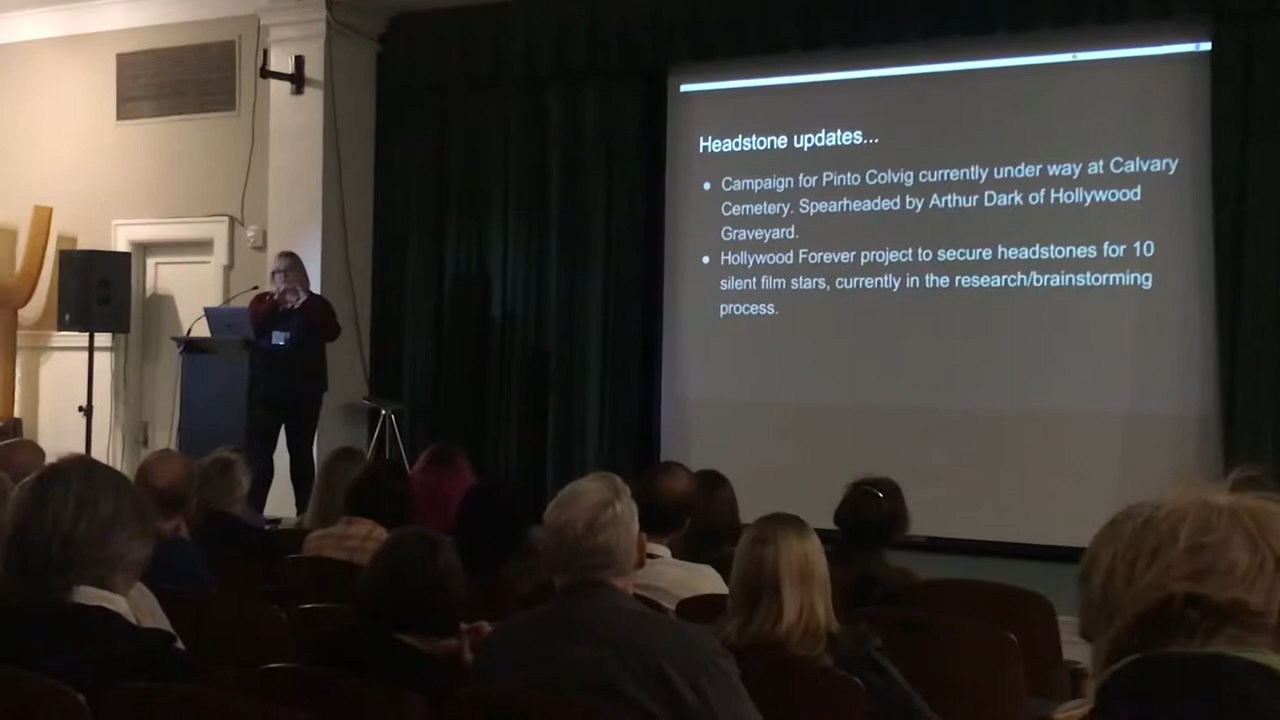 Headstone updates...
• Campaign for Pinto Colvig currently under way at Calvary
Cemetery. Spearheaded by Arthur Dark of Hollywood
Graveyard.
• Hollywood Forever project to secure headstones for 10
silent film stars, currently in the research/brainstorming
process.